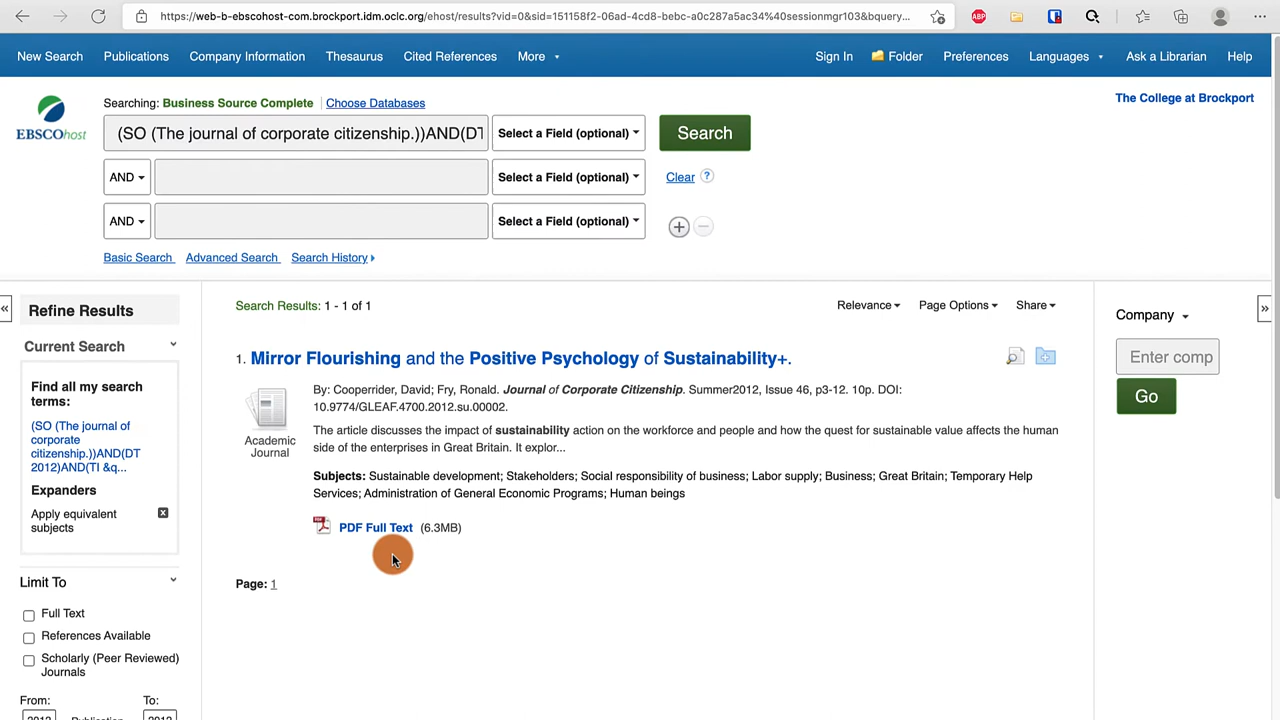 https://web-b-ebscohost-com.brockport.idm.oclc.org/ehost/results?vid=0&sid=151158f2-06ad-4cd8-bebc-a0c287a5ac34%40sessionmgr103&bquery...
ABP
New Search Publications Company Information Thesaurus Cited References More Sign In Folder Preferences Languages Ask a Librarian Help
EBSCOhost
Searching: Business Source Complete Choose Databases
The College at Brockport
(SO (The journal of corporate citizenship.))AND(DT Select a Field (optional) Search
AND Select a Field (optional) Clear ?
AND Select a Field (optional)
Basic Search Advanced Search Search History
« Refine Results
Current Search
Find all my search
terms:
(SO (The journal of
corporate
citizenship.))AND(DT
2012)AND(TI &q...
Expanders
Apply equivalent
subjects
Limit To
Full Text
References Available
Scholarly (Peer Reviewed)
Journals
From: To:
2012 Publication 2012
Search Results: 1 - 1 of 1 Relevance Page Options Share
1. Mirror Flourishing and the Positive Psychology of Sustainability+.
Academic
Journal
By: Cooperrider, David; Fry, Ronald. Journal of Corporate Citizenship. Summer2012, Issue 46, p3-12. 10p. DOI:
10.9774/GLEAF.4700.2012.su.00002.
The article discusses the impact of sustainability action on the workforce and people and how the quest for sustainable value affects the human
side of the enterprises in Great Britain. It explor...
Subjects: Sustainable development; Stakeholders; Social responsibility of business; Labor supply; Business; Great Britain; Temporary Help
Services; Administration of General Economic Programs; Human beings
PDF Full Text (6.3MB)
Page: 1
»
Company
Enter comp
Go